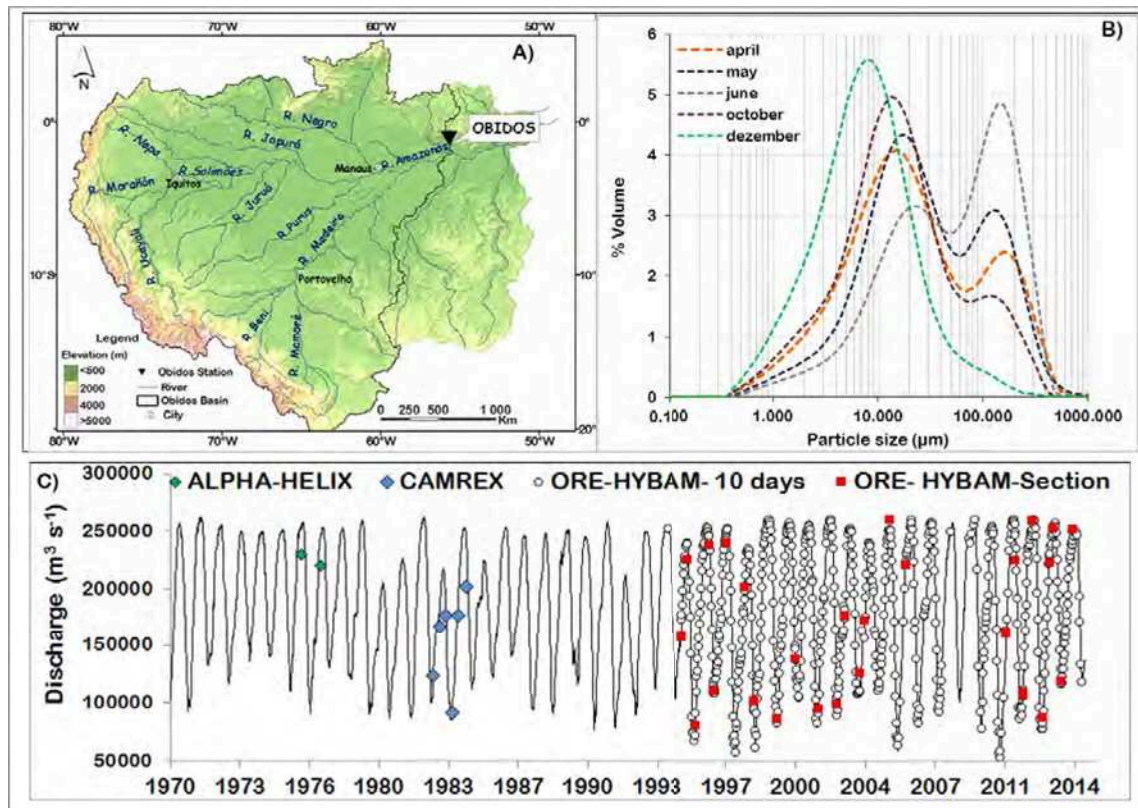 80°W 70°W 60°W 50°W
A)
N
0°
0°
10°S
10°
20°
R. Negro
R. Japurá
OBIDOS
R. Napo
Manaus
R. Amazonas
R. Solimões
R. Marañón
Iquitos
R. Juruá
R. Purus
R. Madeira
R. Ucayali
Portovelho
R. Beni
R. Mamoré
Legend
Elevation (m)
<500
2000
4000
>5000
Obidos Station
River
Obidos Basin
City
0 250 500 1 000
Km
80°W 70°W 60°W 50°W
B)
% Volume
6
5
4
3
2
1
0
april
may
june
october
dezember
0.100 1.000 10.000 100.000 1000.000
Particle size (µm)
C)
ALPHA-HELIX CAMREX ORE-HYBAM- 10 days ORE- HYBAM-Section
Discharge (m³ s⁻¹)
300000
250000
200000
150000
100000
50000
1970 1973 1976 1980 1983 1987 1990 1993 1997 2000 2004 2007 2011 2014